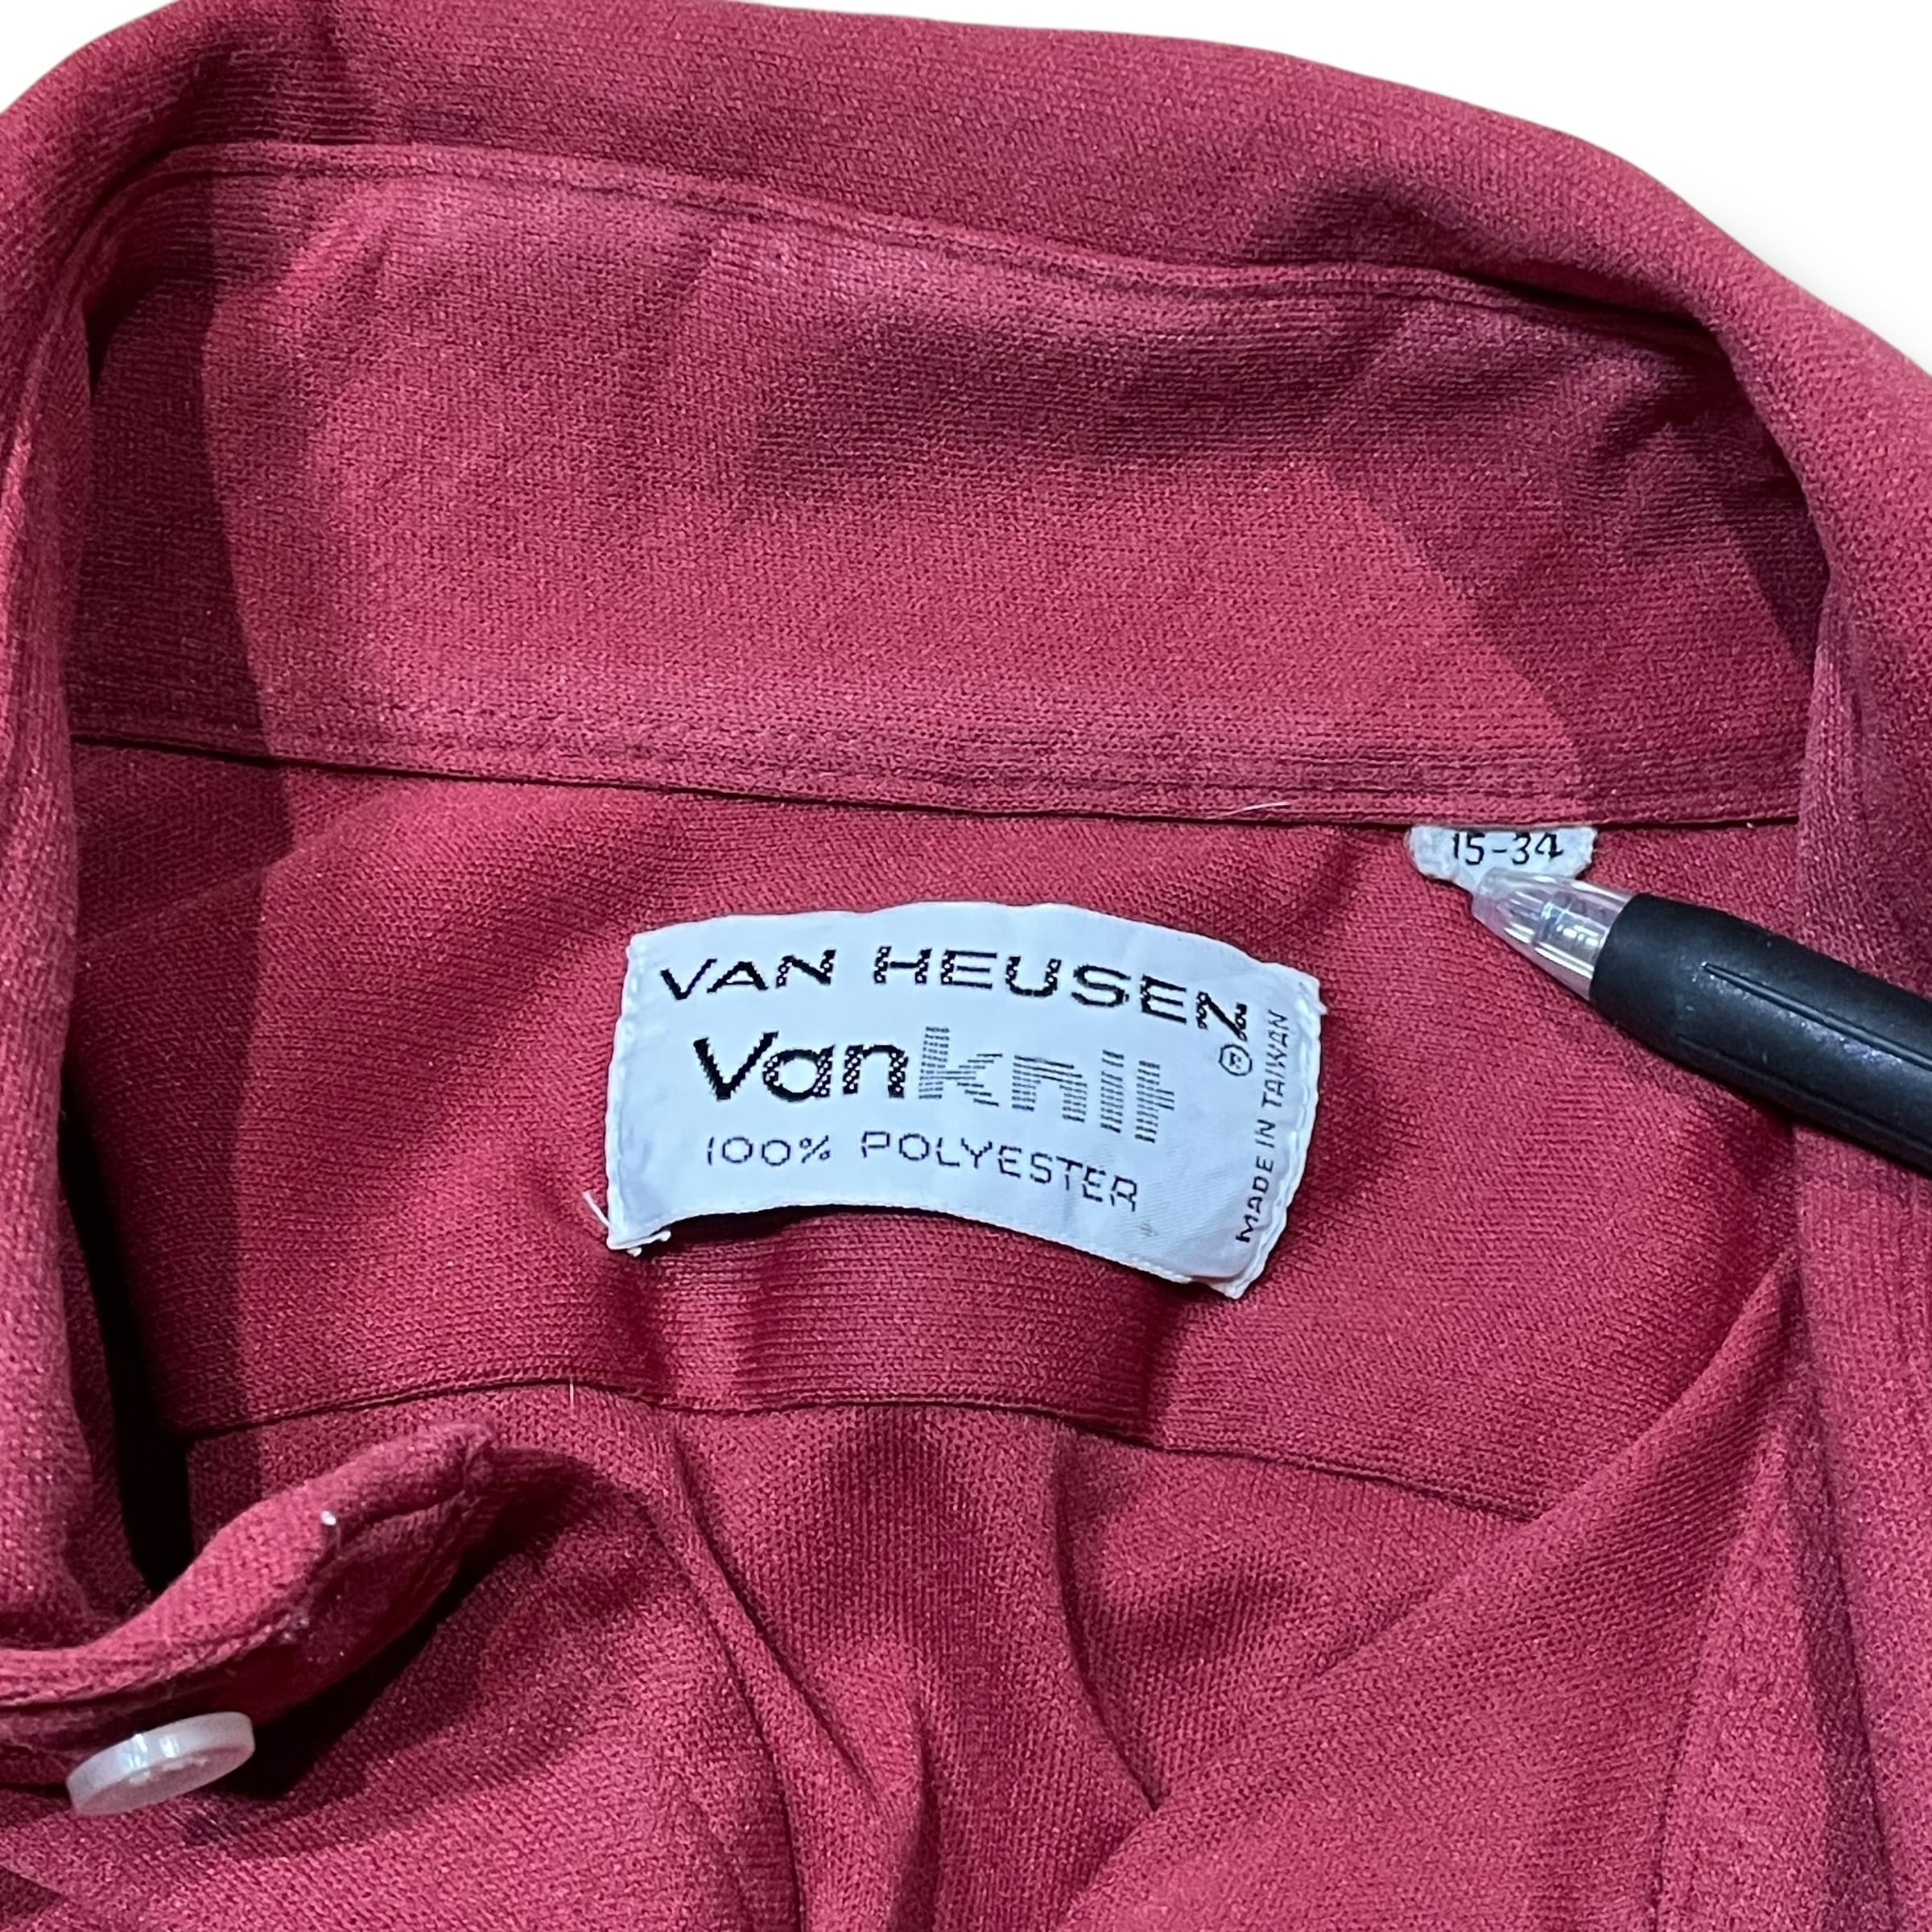 15-34
VAN HEUSEN
Vanknit ®
100% POLYESTER
MADE IN TAIWAN